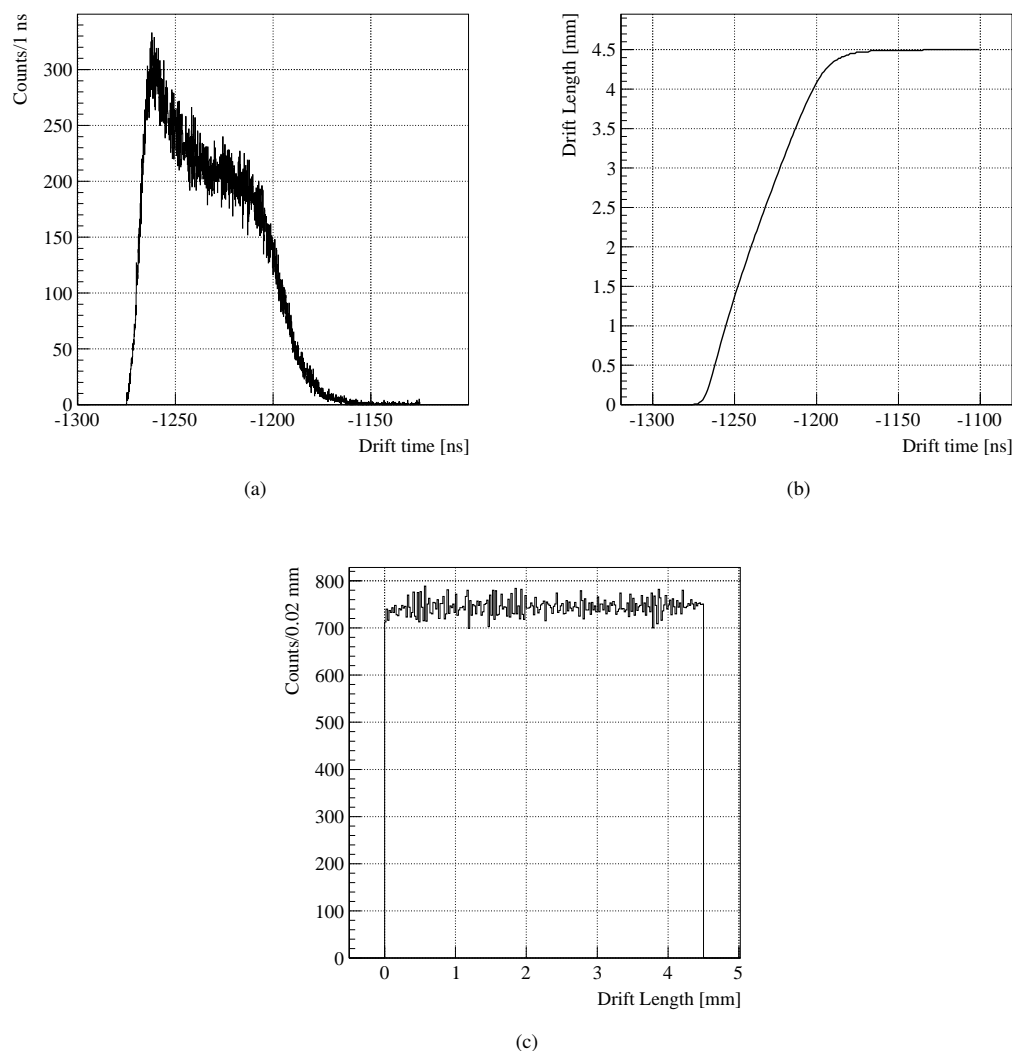 Counts/1 ns
300
250
200
150
100
50
0
-1300 -1250 -1200 -1150
Drift time [ns]
(a)
Drift Length [mm]
4.5
4
3.5
3
2.5
2
1.5
1
0.5
0
-1300 -1250 -1200 -1150 -1100
Drift time [ns]
(b)
Counts/0.02 mm
800
700
600
500
400
300
200
100
0
0 1 2 3 4 5
Drift Length [mm]
(c)